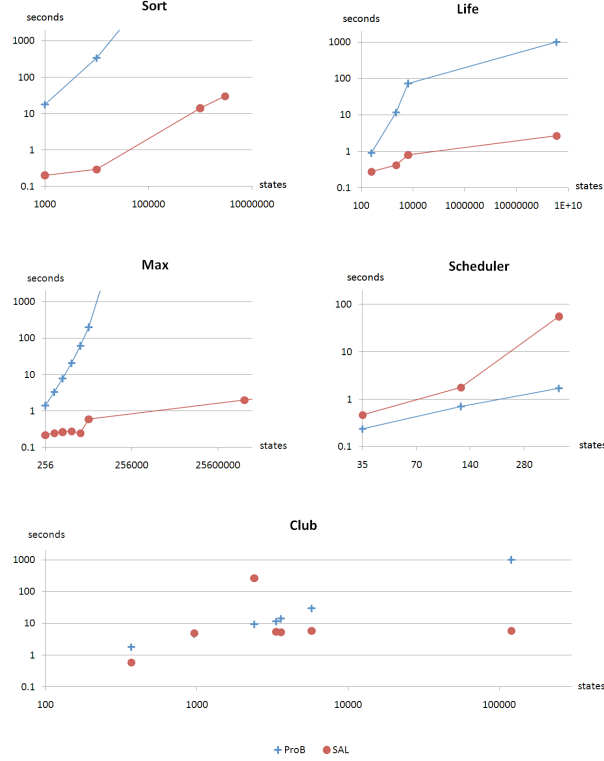 Sort
seconds
1000
100
10
1
0.1
states
1000 100000 10000000
Life
seconds
1000
100
10
1
0.1
states
100 10000 1000000 100000000 1E+10
Max
seconds
1000
100
10
1
0.1
states
256 256000 25600000
Scheduler
seconds
100
10
1
0.1
states
35 70 140 280
Club
seconds
1000
100
10
1
0.1
states
100 1000 10000 100000
ProB SAL